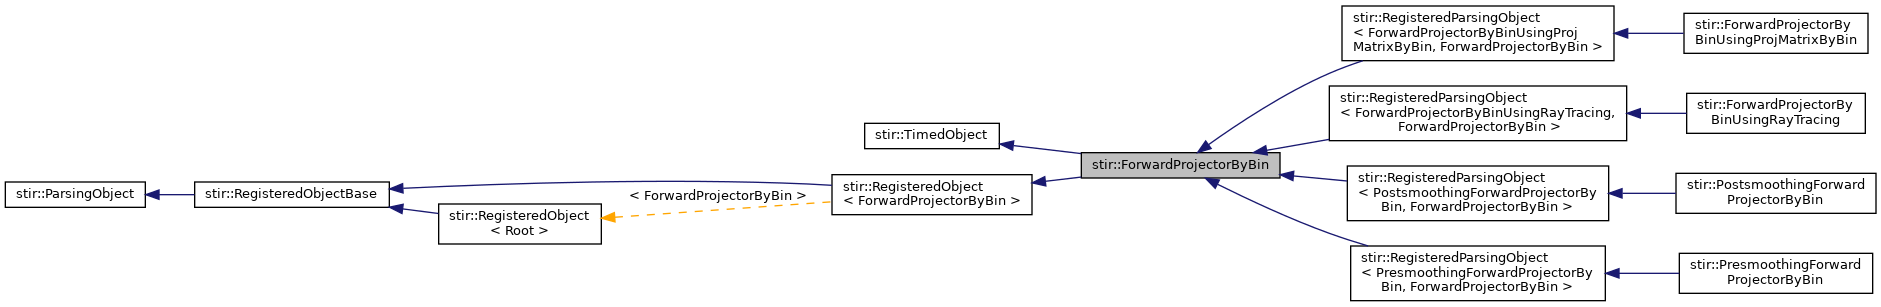 stir::ParsingObject
stir::RegisteredObjectBase
stir::RegisteredObject
< Root >
< ForwardProjectorByBin >
stir::TimedObject
stir::RegisteredObject
< ForwardProjectorByBin >
stir::ForwardProjectorByBin
stir::RegisteredParsingObject
< ForwardProjectorByBinUsingProj
MatrixByBin, ForwardProjectorByBin >
stir::ForwardProjectorBy
BinUsingProjMatrixByBin
stir::RegisteredParsingObject
< ForwardProjectorByBinUsingRayTracing,
ForwardProjectorByBin >
stir::ForwardProjectorBy
BinUsingRayTracing
stir::RegisteredParsingObject
< PostsmoothingForwardProjectorBy
Bin, ForwardProjectorByBin >
stir::PostsmoothingForward
ProjectorByBin
stir::RegisteredParsingObject
< PresmoothingForwardProjectorBy
Bin, ForwardProjectorByBin >
stir::PresmoothingForward
ProjectorByBin